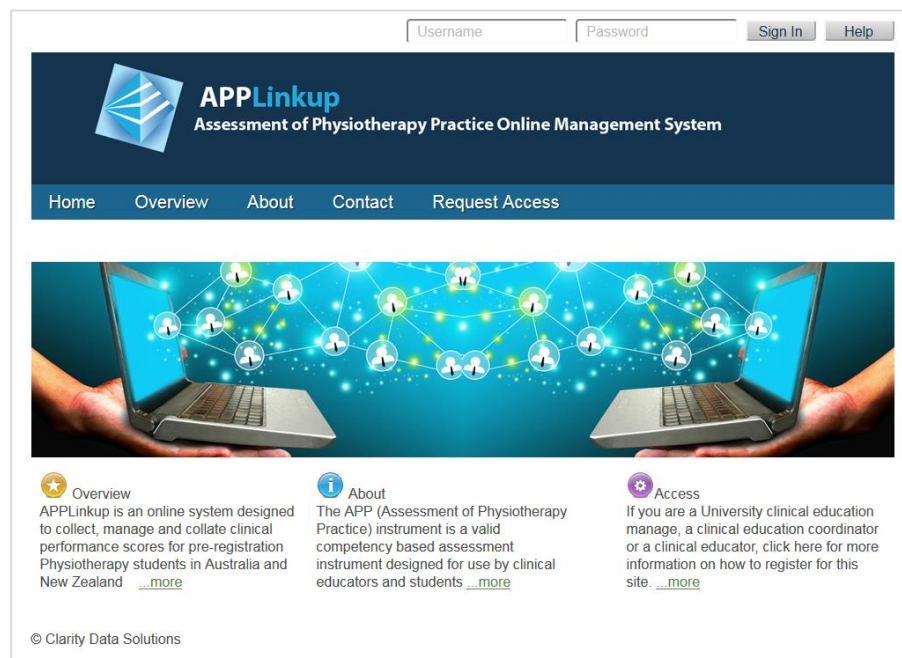 Username Password Sign In Help
APPLinkup
Assessment of Physiotherapy Practice Online Management System
Home Overview About Contact Request Access
Overview
APPLinkup is an online system designed
to collect, manage and collate clinical
performance scores for pre-registration
Physiotherapy students in Australia and
New Zealand ...more
About
The APP (Assessment of Physiotherapy
Practice) instrument is a valid
competency based assessment
instrument designed for use by clinical
educators and students ...more
Access
If you are a University clinical education
manage, a clinical education coordinator
or a clinical educator, click here for more
information on how to register for this
site. ...more
© Clarity Data Solutions